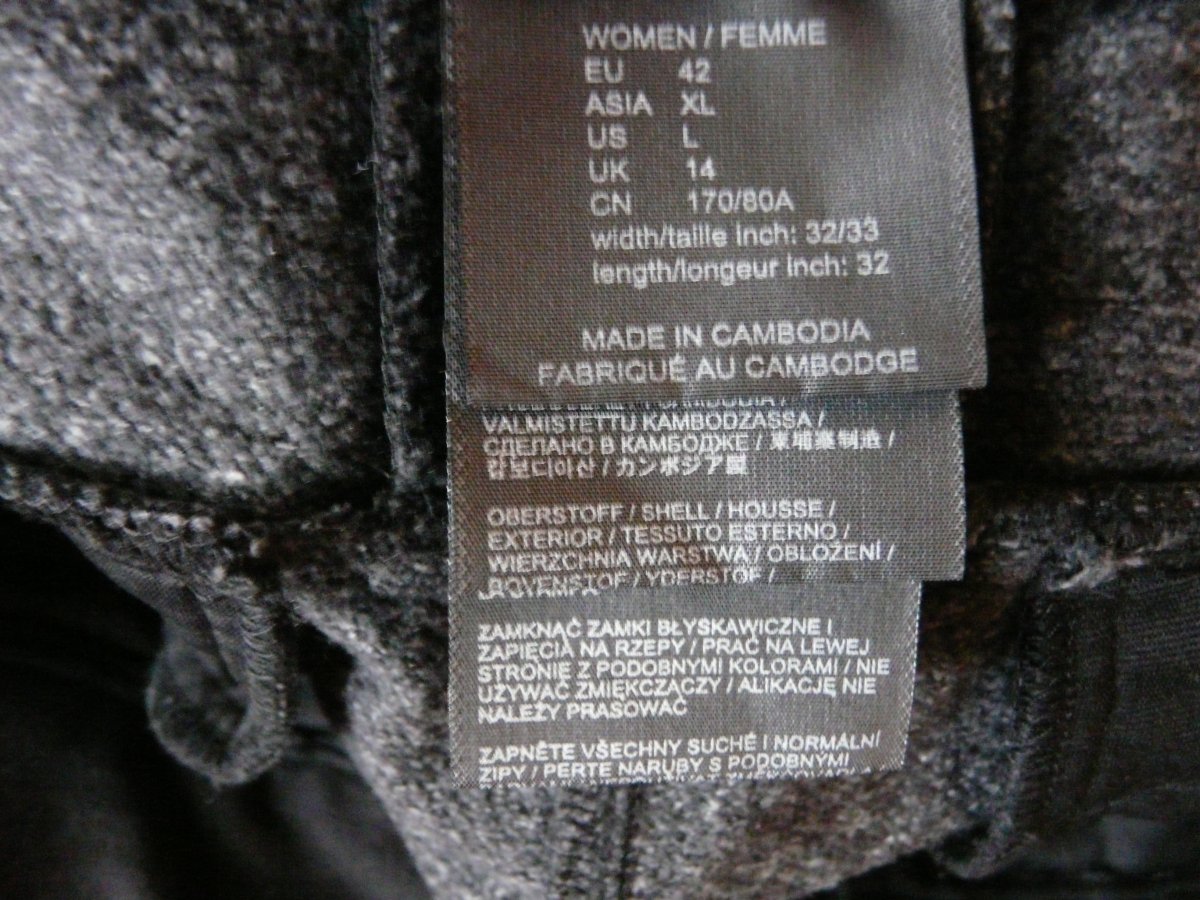 WOMEN / FEMME
EU 42
ASIA XL
US L
UK 14
CN 170/80A
width/taille inch: 32/33
length/longeur inch: 32
MADE IN CAMBODIA
FABRIQUÉ AU CAMBODGE
VALMISTETTU KAMBODZASSA /
СДЕЛАНО В КАМБОДЖЕ / 柬埔寨制造 /
캄보디아산 / カンボジア製
OBERSTOFF / SHELL / HOUSSE /
EXTERIOR / TESSUTO ESTERNO /
WIERZCHNIA WARSTWA / OBLOŽENÍ /
BOVENSTOF / YDERSTOF /
ZAMKNĄĆ ZAMKI BŁYSKAWICZNE I
ZAPIĘCIA NA RZEPY / PRAĆ NA LEWEJ
STRONIE Z PODOBNYMI KOLORAMI / NIE
UŻYWAĆ ZMIĘKCZACZY / ALIKACJĘ NIE
NALEŻY PRASOWAĆ
ZAPNĚTE VŠECHNY SUCHÉ I NORMÁLNÍ
ZIPY / PERTE NARUBY S PODOBNÝMI